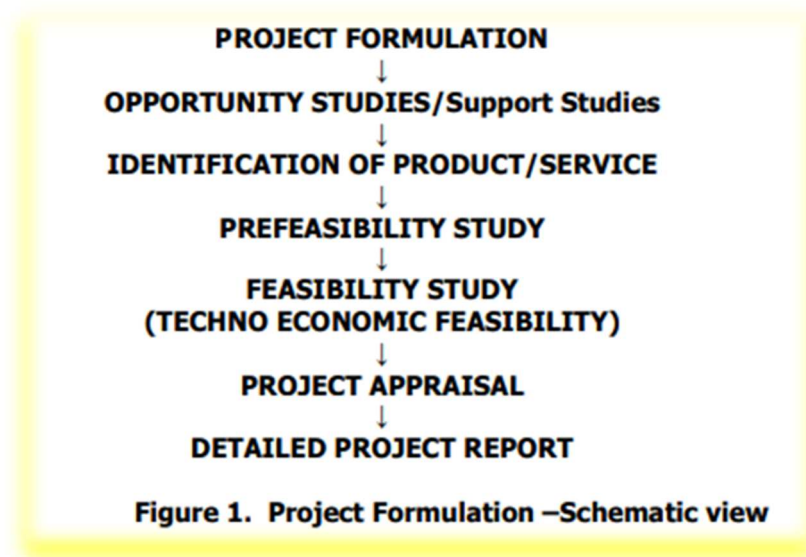 PROJECT FORMULATION
↓
OPPORTUNITY STUDIES/Support Studies
↓
IDENTIFICATION OF PRODUCT/SERVICE
↓
PREFEASIBILITY STUDY
↓
FEASIBILITY STUDY
(TECHNO ECONOMIC FEASIBILITY)
↓
PROJECT APPRAISAL
↓
DETAILED PROJECT REPORT
Figure 1. Project Formulation –Schematic view